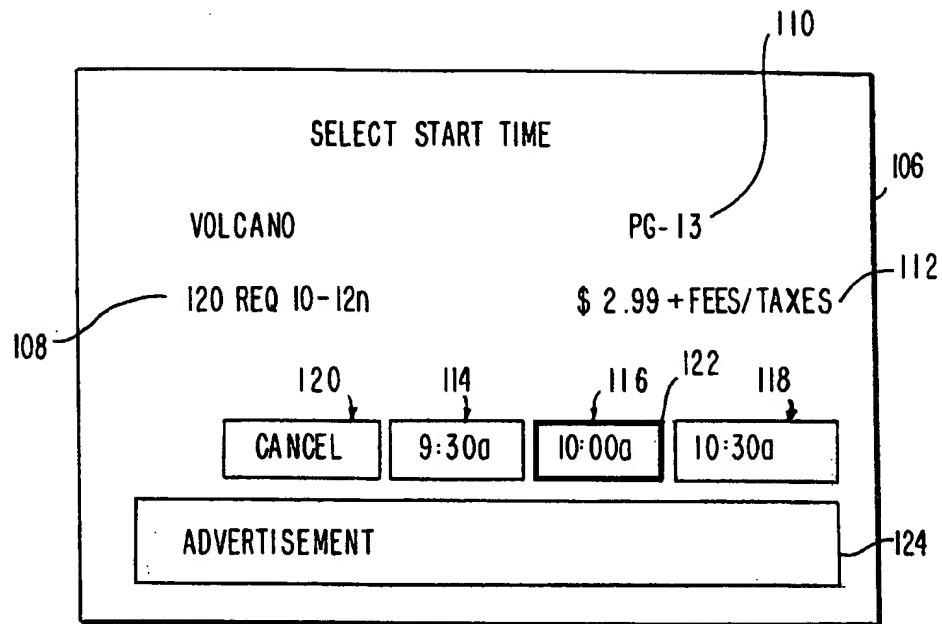 110
SELECT START TIME
106
VOLCANO PG-13
112
120 REQ 10-12n $ 2.99 + FEES/TAXES
108
120 114 116 122 118
CANCEL 9:30a 10:00a 10:30a
ADVERTISEMENT
124